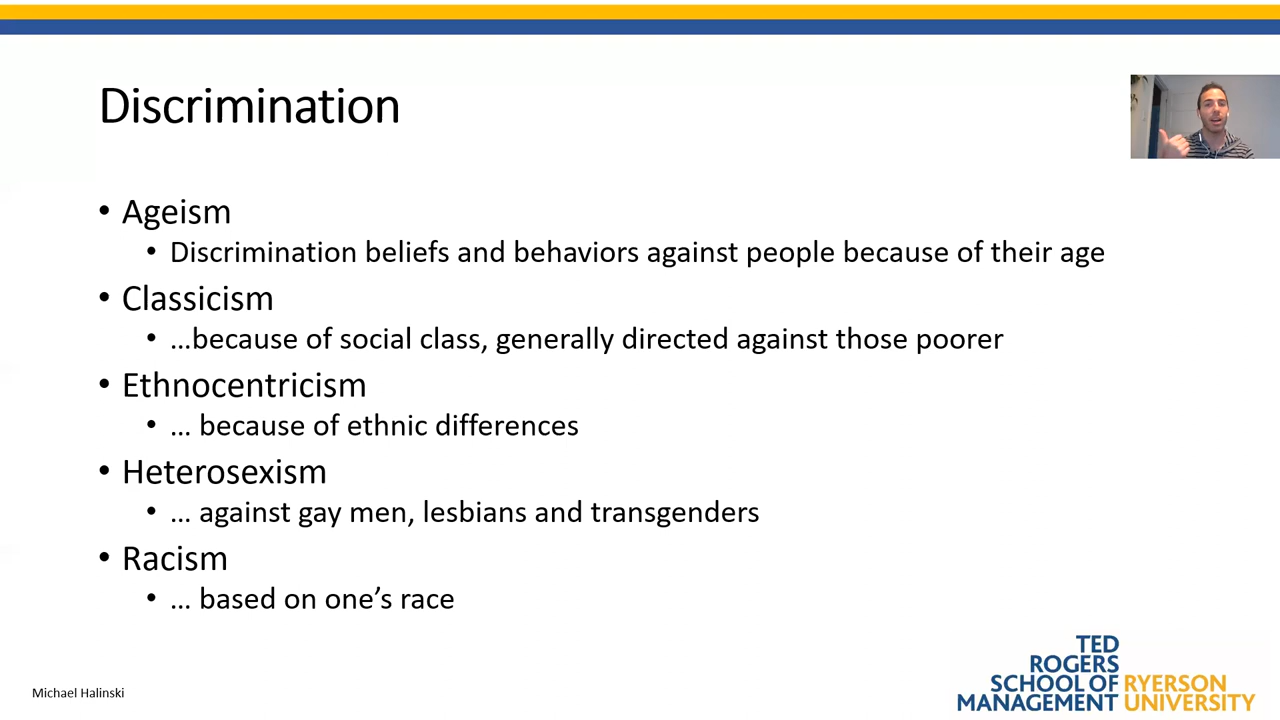 Discrimination
• Ageism
• Discrimination beliefs and behaviors against people because of their age
• Classicism
• ...because of social class, generally directed against those poorer
• Ethnocentricism
• ... because of ethnic differences
• Heterosexism
• ... against gay men, lesbians and transgenders
• Racism
• ... based on one's race
Michael Halinski
TED
ROGERS
SCHOOL OF RYERSON
MANAGEMENT UNIVERSITY